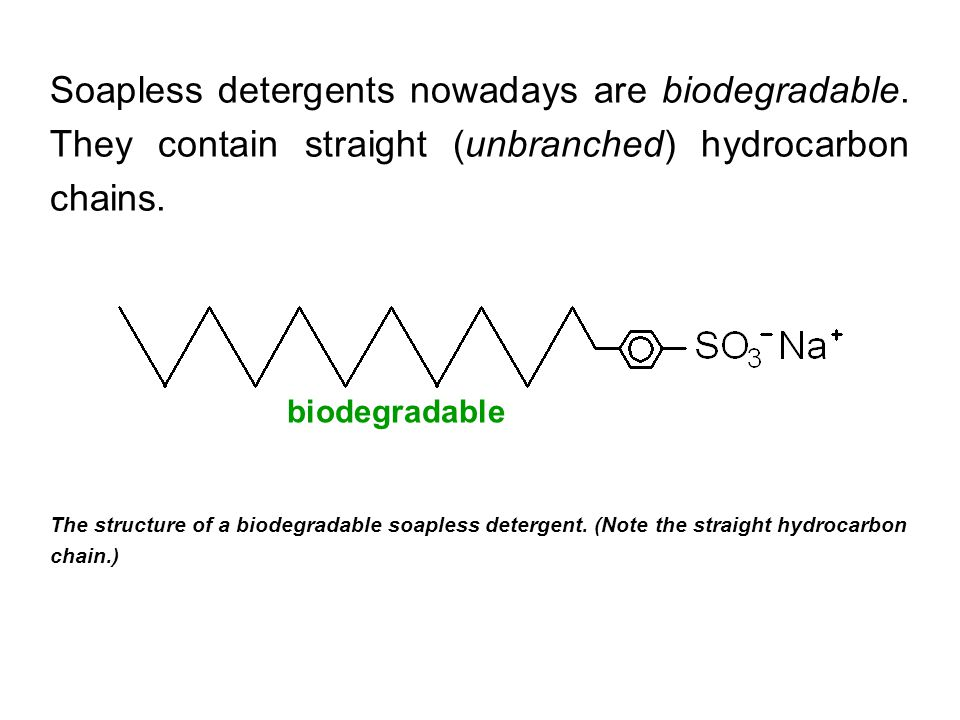 Soapless detergents nowadays are biodegradable.
They contain straight (unbranched) hydrocarbon
chains.
SO₃⁻Na⁺
biodegradable
The structure of a biodegradable soapless detergent. (Note the straight hydrocarbon
chain.)